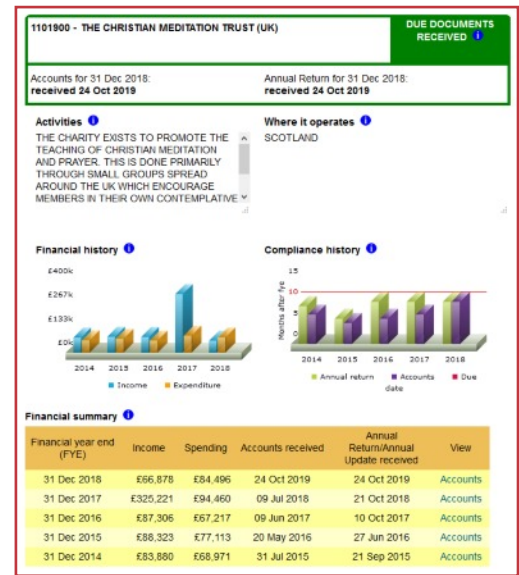 1101900 - THE CHRISTIAN MEDITATION TRUST (UK)
DUE DOCUMENTS
RECEIVED
Accounts for 31 Dec 2018:
received 24 Oct 2019
Annual Return for 31 Dec 2018:
received 24 Oct 2019
Activities
THE CHARITY EXISTS TO PROMOTE THE
TEACHING OF CHRISTIAN MEDITATION
AND PRAYER. THIS IS DONE PRIMARILY
THROUGH SMALL GROUPS SPREAD
AROUND THE UK WHICH ENCOURAGE
MEMBERS IN THEIR OWN CONTEMPLATIVE
Where it operates
SCOTLAND
Financial history
£400k
£267k
£133k
£0k
2014 2015 2016 2017 2018
Income Expenditure
Compliance history
Months after fye
15
10
5
0
2014 2015 2016 2017 2018
Annual return Accounts Due
date
Financial summary
Financial year end (FYE) Income Spending Accounts received Annual Return/Annual Update received View
31 Dec 2018 £66,878 £84,496 24 Oct 2019 24 Oct 2019 Accounts
31 Dec 2017 £325,221 £94,460 09 Jul 2018 21 Oct 2018 Accounts
31 Dec 2016 £87,306 £67,217 09 Jun 2017 10 Oct 2017 Accounts
31 Dec 2015 £88,323 £77,113 20 May 2016 27 Jun 2016 Accounts
31 Dec 2014 £83,880 £68,971 31 Jul 2015 21 Sep 2015 Accounts